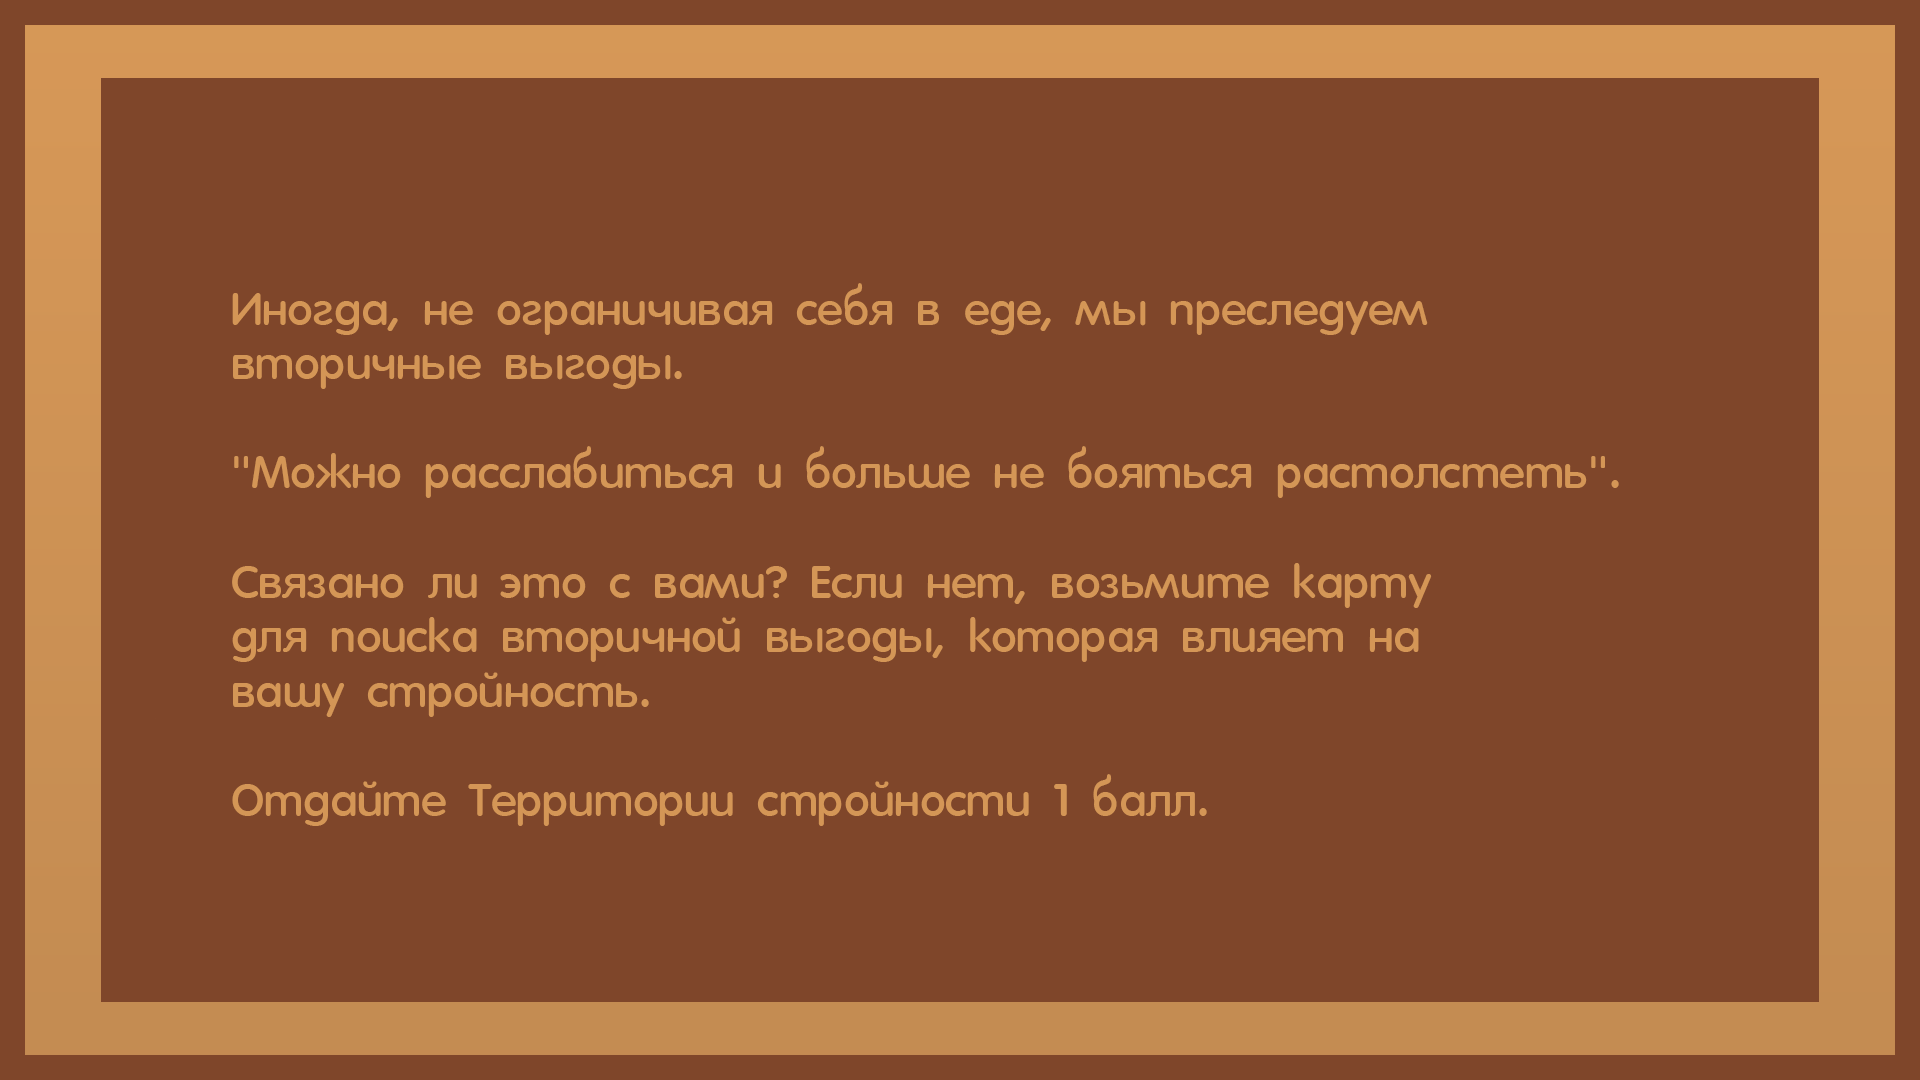 Иногда, не ограничивая себя в еде, мы преследуем
вторичные выгоды.
"Можно расслабиться и больше не бояться растолстеть".
Связано ли это с вами? Если нет, возьмите карту
для поиска вторичной выгоды, которая влияет на
вашу стройность.
Отдайте Территории стройности 1 балл.